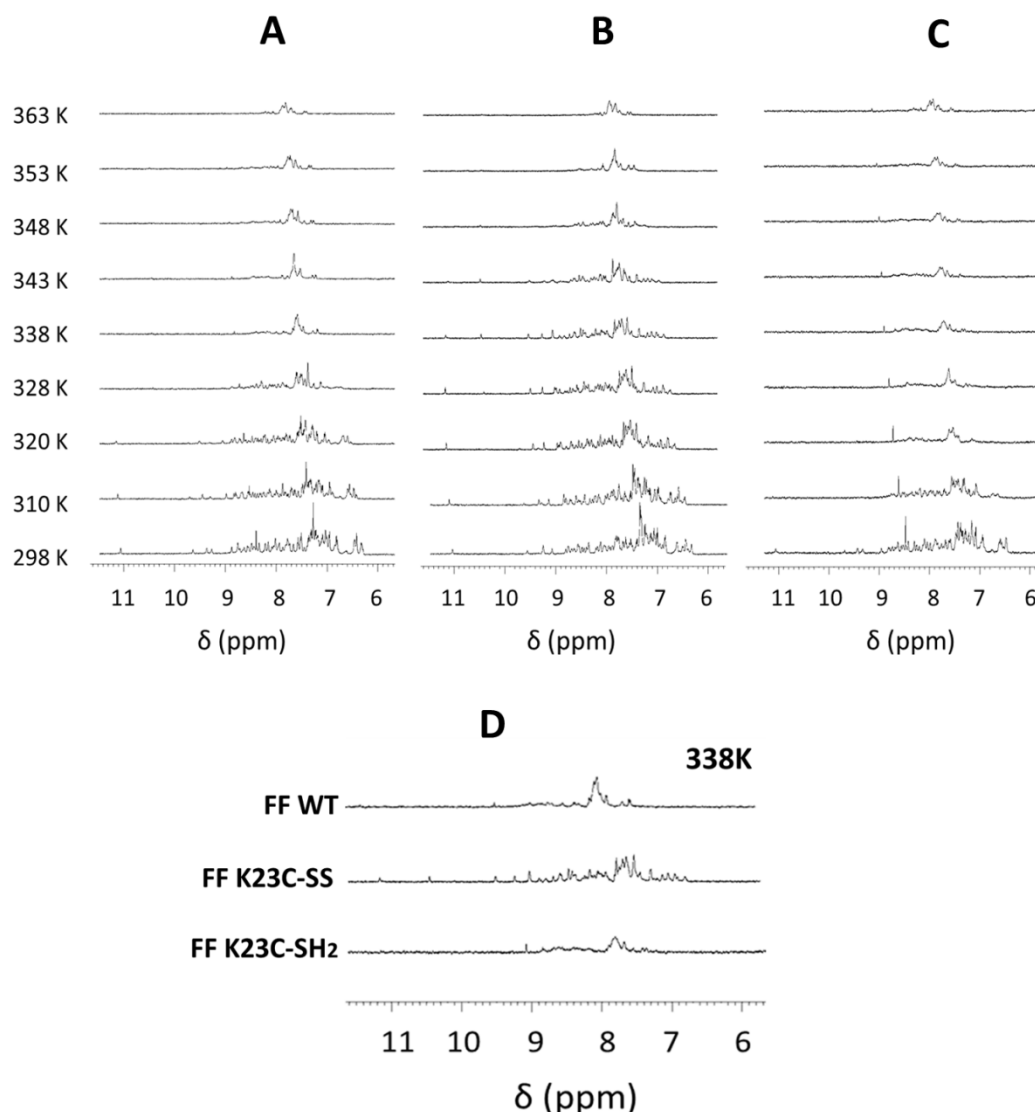 A B C
363 K
353 K
348 K
343 K
338 K
328 K
320 K
310 K
298 K
11 10 9 8 7 6 11 10 9 8 7 6 11 10 9 8 7 6
δ (ppm) δ (ppm) δ (ppm)
D
338K
FF WT
FF K23C-SS
FF K23C-SH2
11 10 9 8 7 6
δ (ppm)